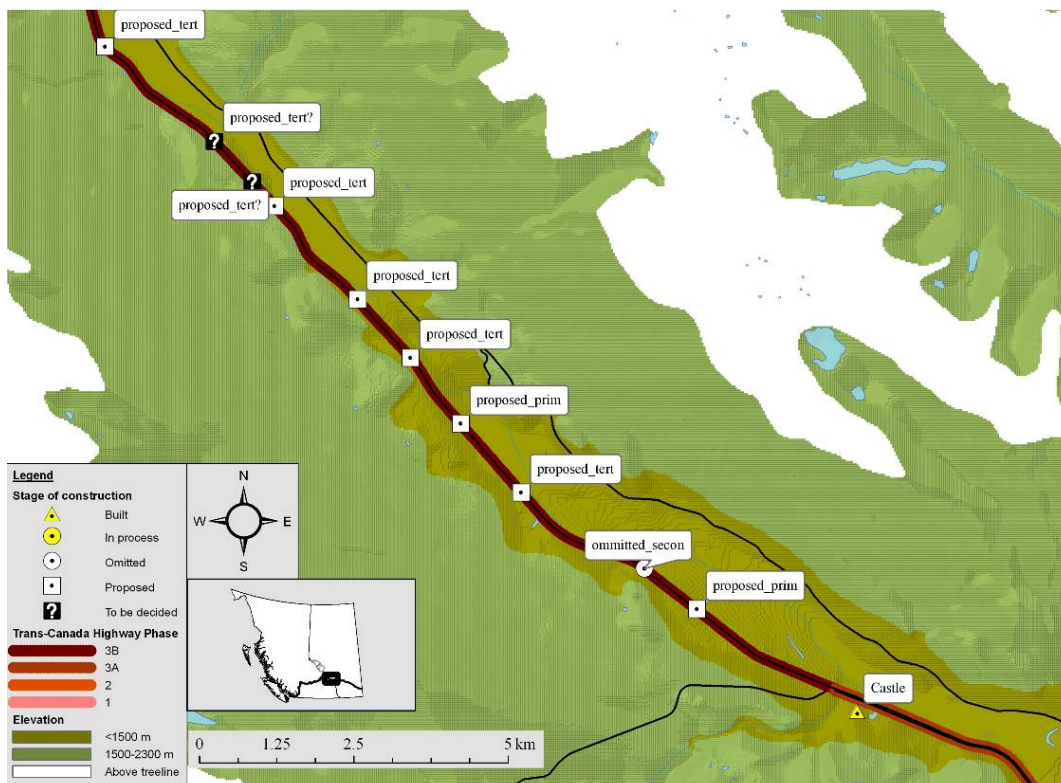 proposed_tert
proposed_tert?
?
?
proposed_tert
proposed_tert?
proposed_tert
proposed_tert
proposed_prim
proposed_tert
ommitted_secon
proposed_prim
Castle
Legend
Stage of construction
Built
In process
Omitted
Proposed
? To be decided
Trans-Canada Highway Phase
3B
3A
2
1
Elevation
<1500 m
1500-2300 m
Above treeline
N
W E
S
0 1.25 2.5 5 km